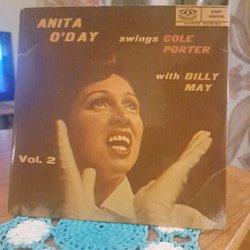 ANITA
O'DAY
swings COLE
PORTER
with BILLY
MAY
Vol. 2